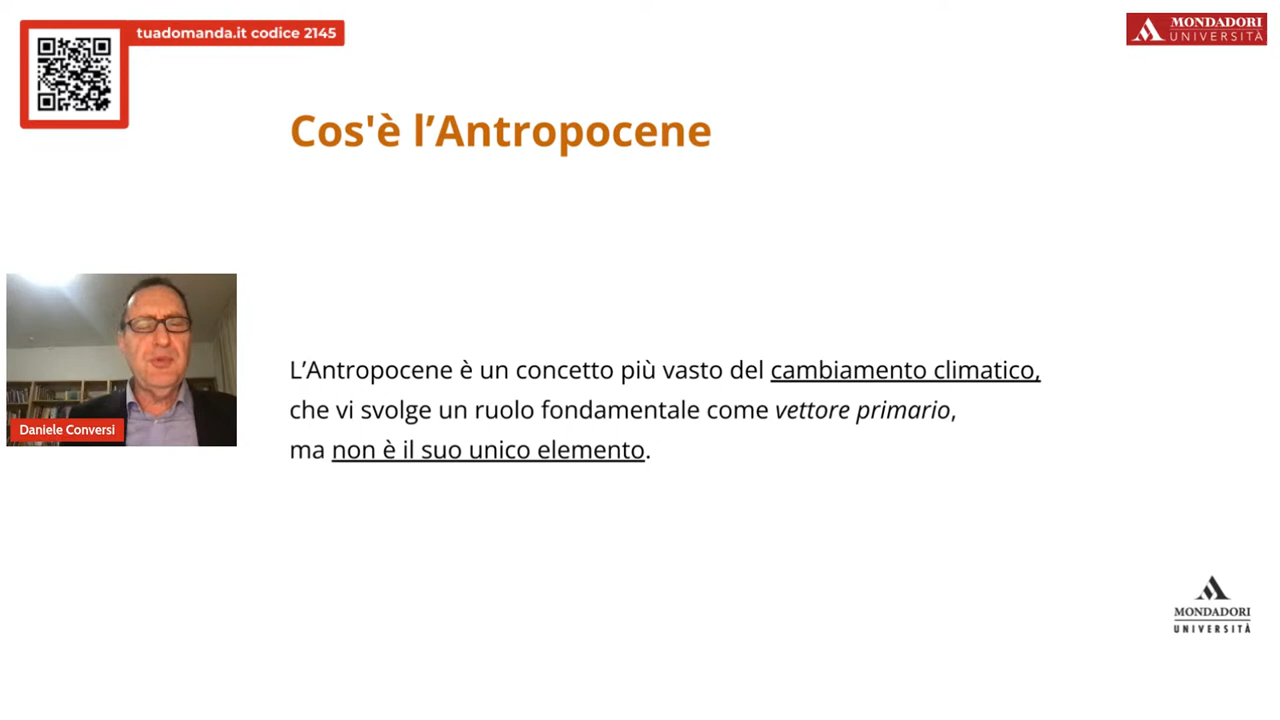 tuadomanda.it codice 2145
MONDADORI
UNIVERSITÀ
Cos'è l’Antropocene
Daniele Conversi
L’Antropocene è un concetto più vasto del cambiamento climatico,
che vi svolge un ruolo fondamentale come vettore primario,
ma non è il suo unico elemento.
MONDADORI
UNIVERSITÀ